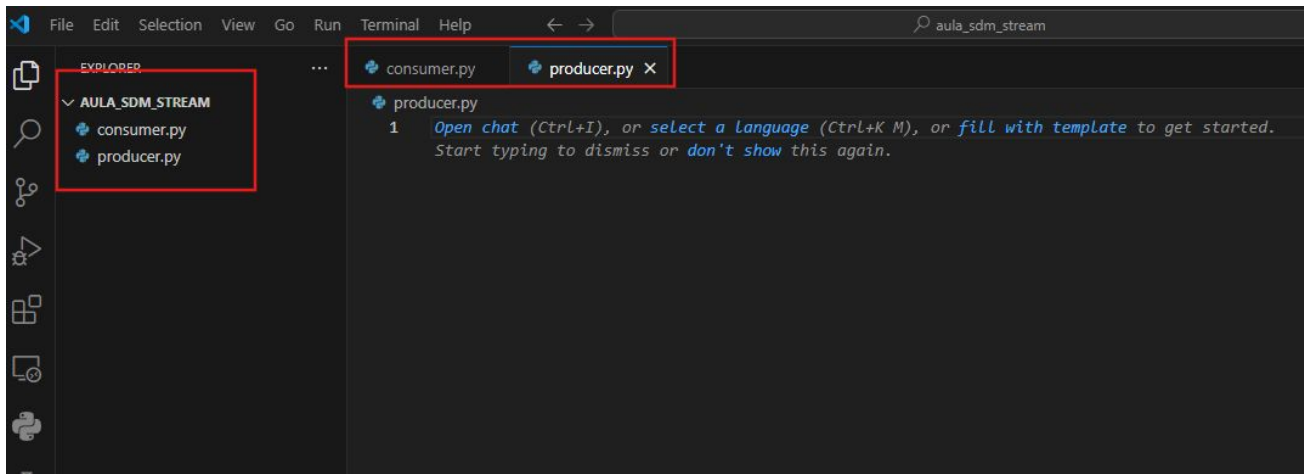 File Edit Selection View Go Run Terminal Help ← → aula_sdm_stream
EXPLORER ... consumer.py producer.py ×
AULA_SDM_STREAM
consumer.py
producer.py
producer.py
1 Open chat (Ctrl+I), or select a language (Ctrl+K M), or fill with template to get started.
Start typing to dismiss or don't show this again.